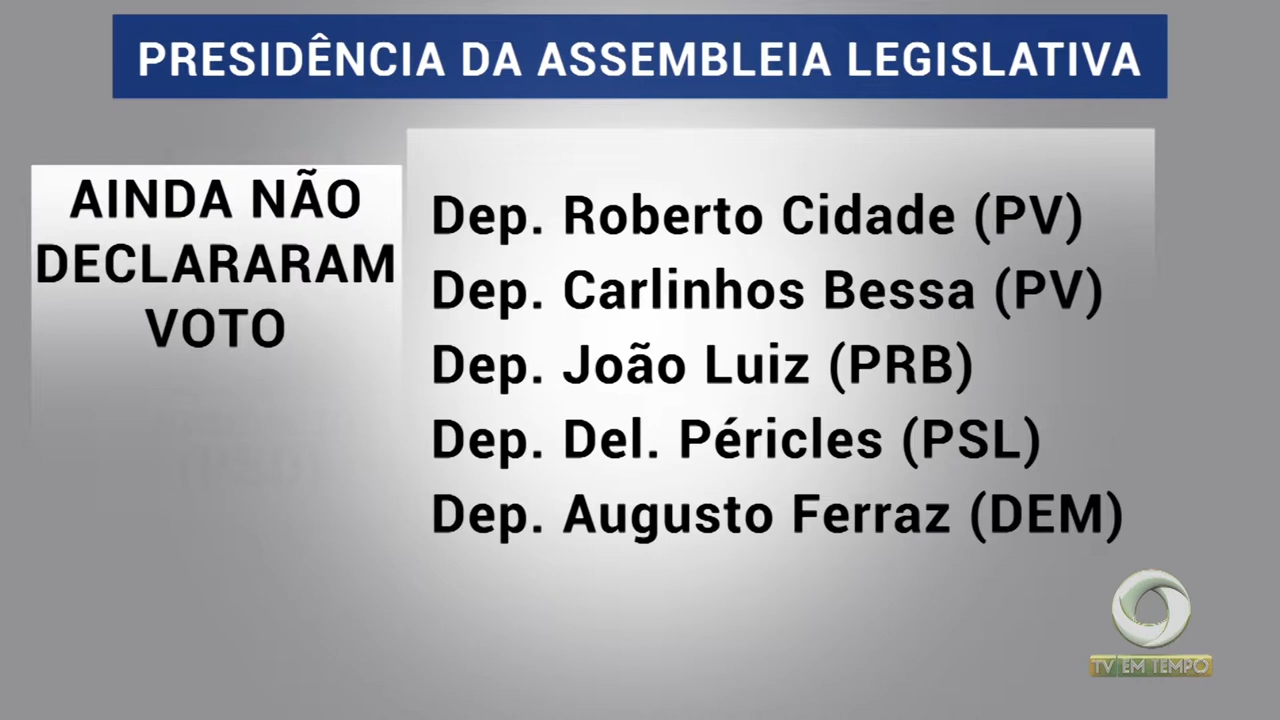 PRESIDÊNCIA DA ASSEMBLEIA LEGISLATIVA
AINDA NÃO
DECLARARAM
VOTO
Dep. Roberto Cidade (PV)
Dep. Carlinhos Bessa (PV)
Dep. João Luiz (PRB)
Dep. Del. Péricles (PSL)
Dep. Augusto Ferraz (DEM)
TV EM TEMPO